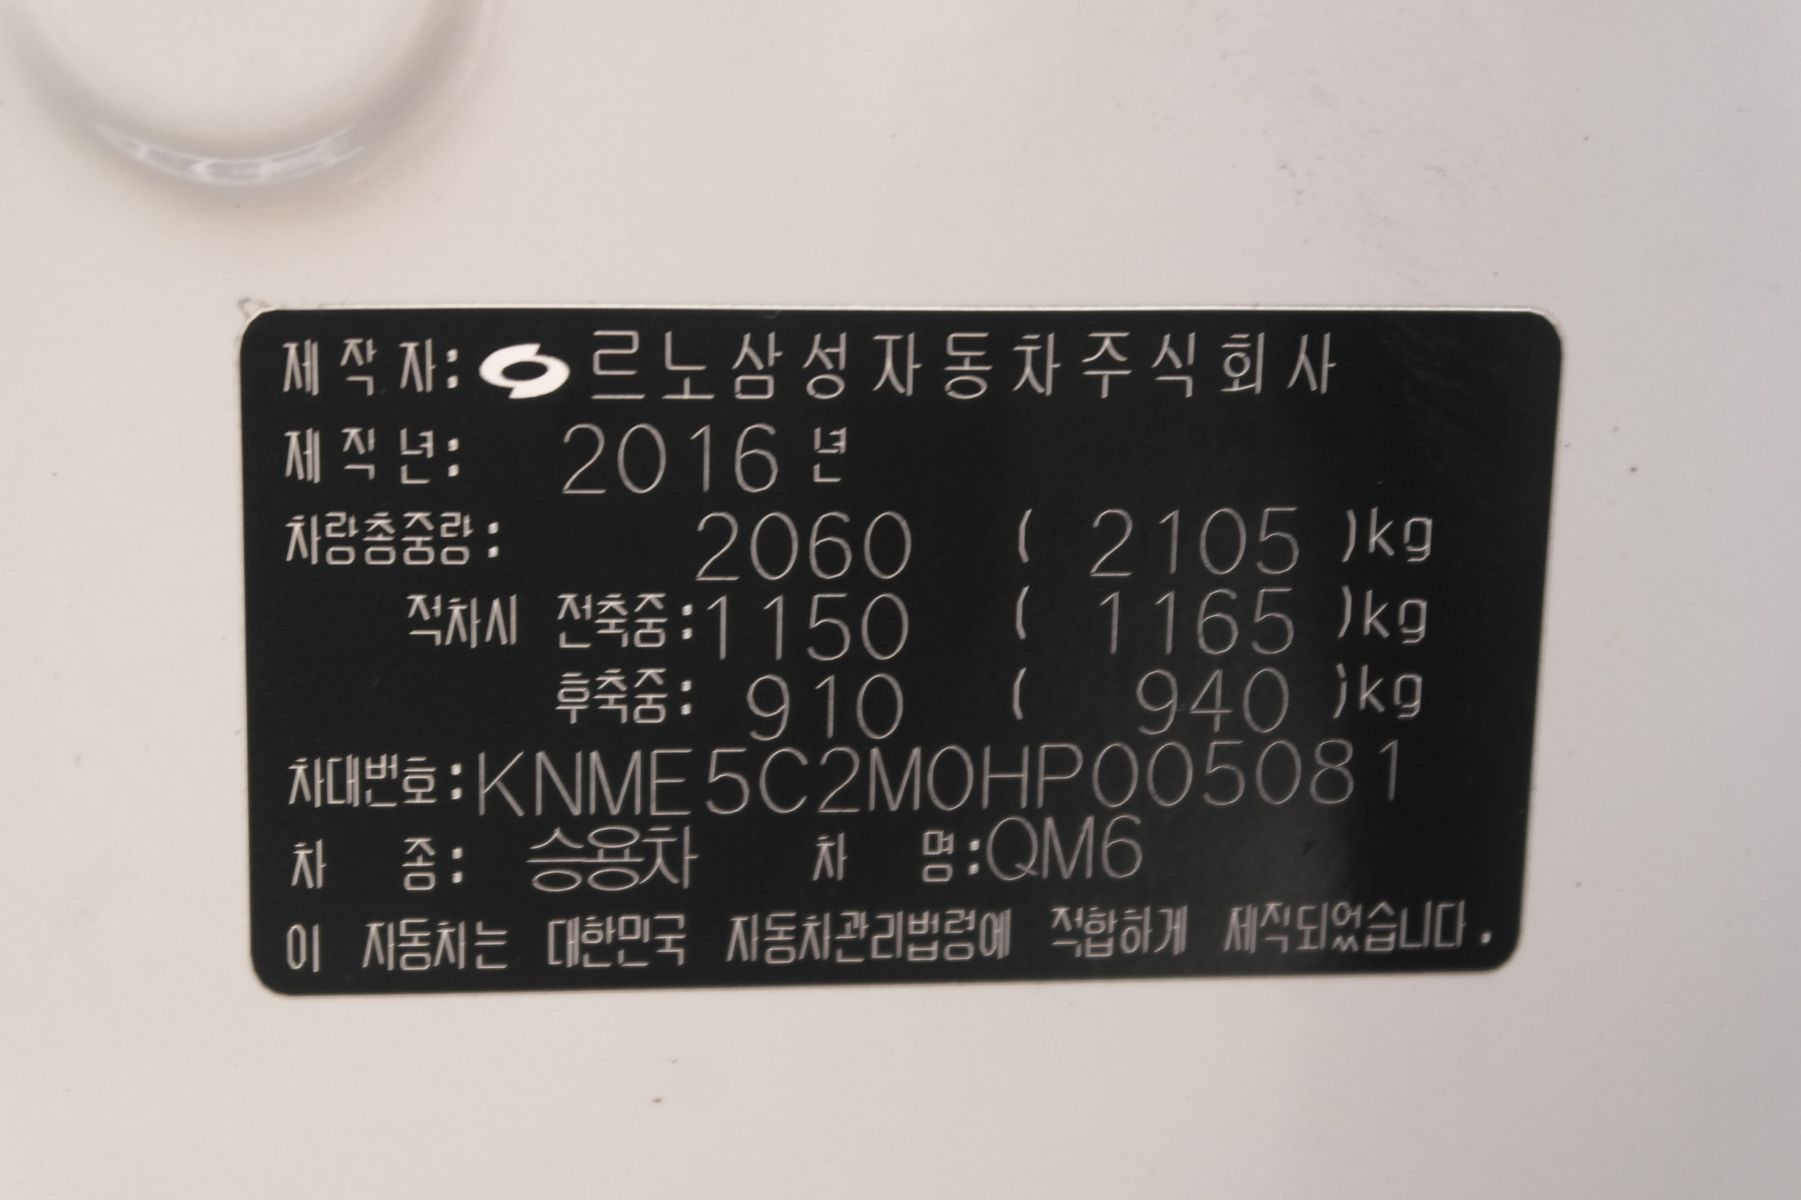 제작자: 르노삼성자동차주식회사
제작년: 2016 년
차량총중량: 2060 ( 2105 )kg
적차시 전축중: 1150 ( 1165 )kg
후축중: 910 ( 940 )kg
차대번호: KNME5C2M0HP005081
차 종: 승용차 차 명: QM6
이 자동차는 대한민국 자동차관리법령에 적합하게 제작되었습니다.